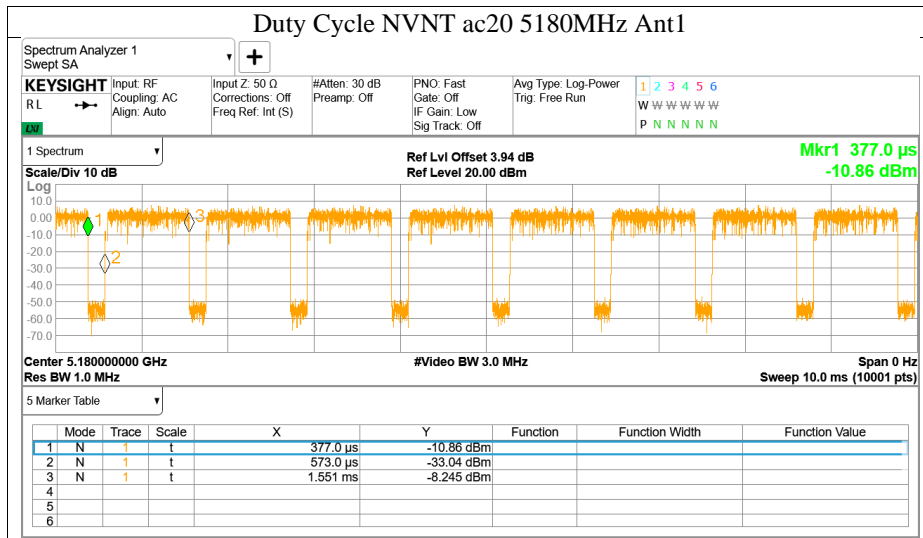 Duty Cycle NVNT ac20 5180MHz Ant1
Spectrum Analyzer 1
Swept SA
▼
+
KEYSIGHT
R L
LXI
Input: RF
Coupling: AC
Align: Auto
Input Z: 50 Ω
Corrections: Off
Freq Ref: Int (S)
#Atten: 30 dB
Preamp: Off
PNO: Fast
Gate: Off
IF Gain: Low
Sig Track: Off
Avg Type: Log-Power
Trig: Free Run
1 2 3 4 5 6
W W W W W W
P N N N N N
1 Spectrum ▼
Scale/Div 10 dB
Ref Lvl Offset 3.94 dB
Ref Level 20.00 dBm
Mkr1 377.0 µs
-10.86 dBm
Log
10.0
0.00
-10.0
-20.0
-30.0
-40.0
-50.0
-60.0
-70.0
1
2
3
Center 5.180000000 GHz #Video BW 3.0 MHz Span 0 Hz
Res BW 1.0 MHz Sweep 10.0 ms (10001 pts)
5 Marker Table ▼
Mode Trace Scale X Y Function Function Width Function Value
1 N 1 t 377.0 µs -10.86 dBm
2 N 1 t 573.0 µs -33.04 dBm
3 N 1 t 1.551 ms -8.245 dBm
4
5
6